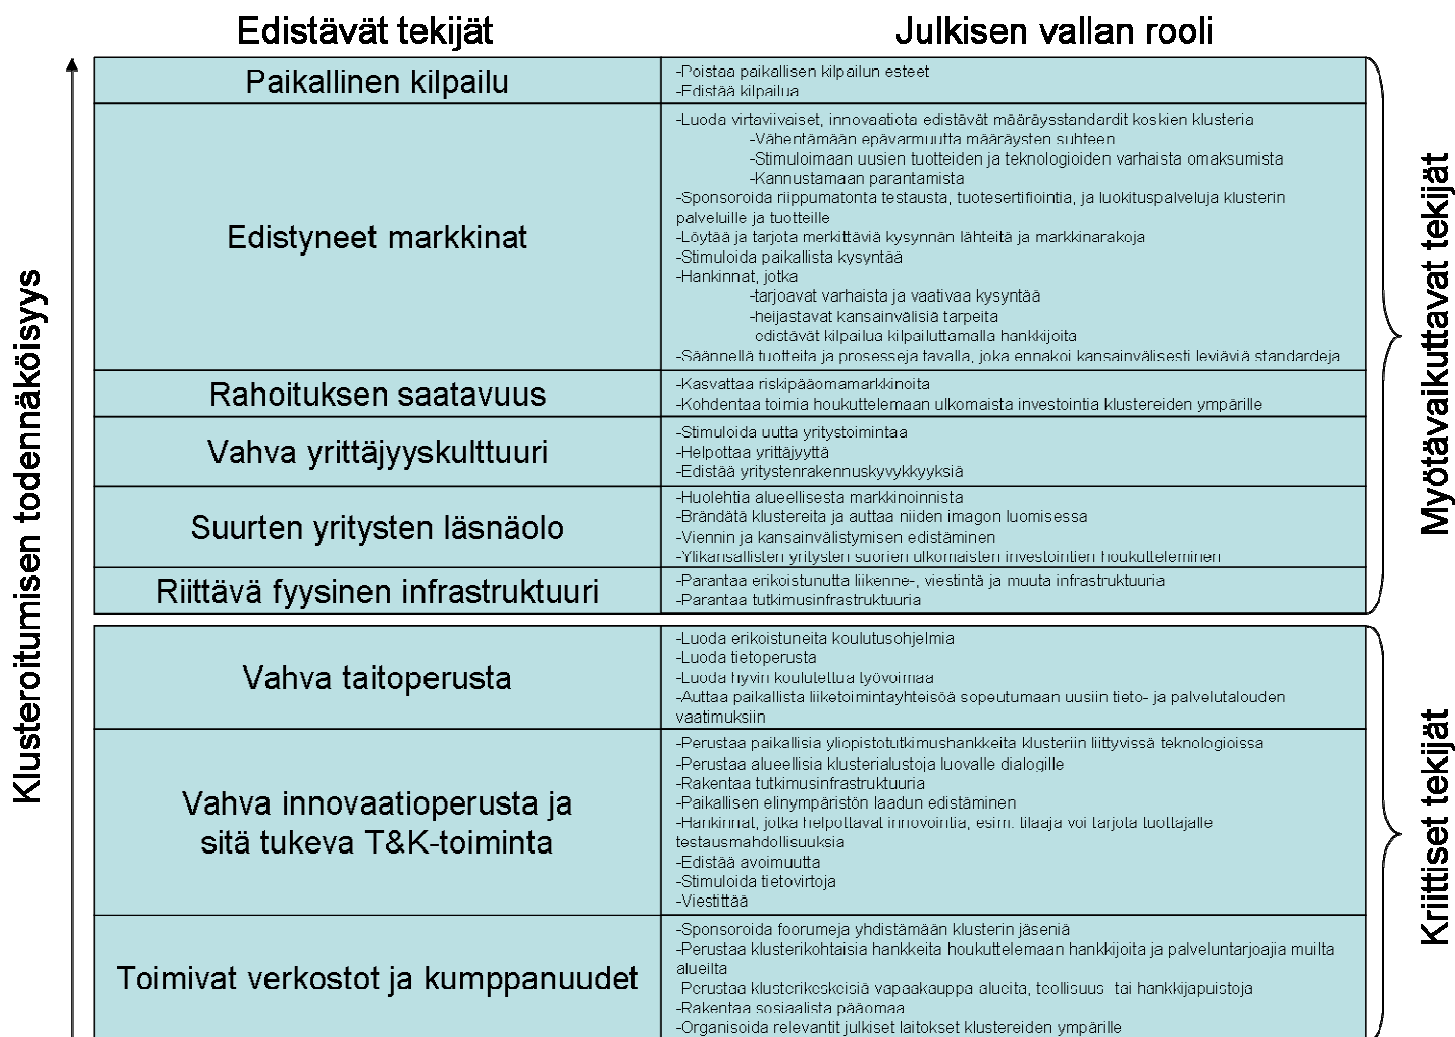 Edistävät tekijät
Julkisen vallan rooli
Klusteroitumisen todennäköisyys
Paikallinen kilpailu
-Poistaa paikallisen kilpailun esteet
-Edistää kilpailua
Edistyneet markkinat
-Luoda virtaviivaiset, innovaatiota edistävät määräysstandardit koskien klusteria
-Vähentämään epävarmuutta määräysten suhteen
-Stimuloimaan uusien tuotteiden ja teknologioiden varhaista omaksumista
-Kannustamaan parantamista
-Sponsoroida riippumatonta testausta, tuotesertifiointia, ja luokituspalveluja klusterin
palveluille ja tuotteille
-Löytää ja tarjota merkittäviä kysynnän lähteitä ja markkinarakoja
-Stimuloida paikallista kysyntää
-Hankinnat, jotka
-tarjoavat varhaista ja vaativaa kysyntää
-heijastavat kansainvälisiä tarpeita
edistävät kilpailua kilpailuttamalla hankkijoita
-Säännellä tuotteita ja prosesseja tavalla, joka ennakoi kansainvälisesti leviäviä standardeja
Rahoituksen saatavuus
-Kasvattaa riskipääomamarkkinoita
-Kohdentaa toimia houkuttelemaan ulkomaista investointia klustereiden ympärille
Vahva yrittäjyyskulttuuri
-Stimuloida uutta yritystoimintaa
-Helpottaa yrittäjyyttä
-Edistää yritystenrakennuskyvykkyyksiä
Suurten yritysten läsnäolo
-Huolehtia alueellisesta markkinoinnista
-Brändätä klustereita ja auttaa niiden imagon luomisessa
-Viennin ja kansainvälistymisen edistäminen
-Ylikansallisten yritysten suorien ulkomaisten investointien houkutteleminen
Riittävä fyysinen infrastruktuuri
-Parantaa erikoistunutta liikenne-, viestintä ja muuta infrastruktuuria
-Parantaa tutkimusinfrastruktuuria
Myötävaikuttavat tekijät
Vahva taitoperusta
-Luoda erikoistuneita koulutusohjelmia
-Luoda tietoperusta
-Luoda hyvin koulutettua työvoimaa
-Auttaa paikallista liiketoimintayhteisöä sopeutumaan uusiin tieto- ja palvelutalouden
vaatimuksiin
Vahva innovaatioperusta ja
sitä tukeva T&K-toiminta
-Perustaa paikallisia yliopistotutkimushankkeita klusteriin liittyvissä teknologioissa
-Perustaa alueellisia klusterialustoja luovalle dialogille
-Rakentaa tutkimusinfrastruktuuria
-Paikallisen elinympäristön laadun edistäminen
-Hankinnat, jotka helpottavat innovointia, esim. tilaaja voi tarjota tuottajalle
testausmahdollisuuksia
-Edistää avoimuutta
-Stimuloida tietovirtoja
-Viestittää
Toimivat verkostot ja kumppanuudet
-Sponsoroida foorumeja yhdistämään klusterin jäseniä
-Perustaa klusterikohtaisia hankkeita houkuttelemaan hankkijoita ja palveluntarjoajia muilta
alueilta
Perustaa klusterikeskeisiä vapaakauppa alueita, teollisuus tai hankkijapuistoja
-Rakentaa sosiaalista pääomaa
-Organisoida relevantit julkiset laitokset klustereiden ympärille
Kriittiset tekijät